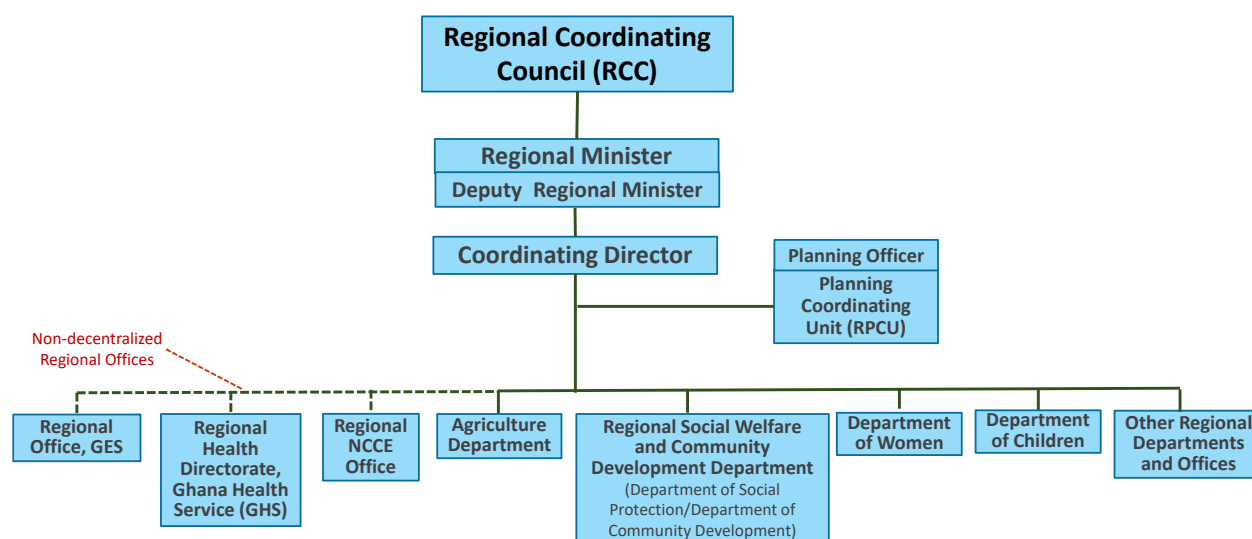 Regional Coordinating
Council (RCC)
Regional Minister
Deputy Regional Minister
Coordinating Director
Planning Officer
Planning
Coordinating
Unit (RPCU)
Non-decentralized
Regional Offices
Regional
Office, GES
Regional
Health
Directorate,
Ghana Health
Service (GHS)
Regional
NCCE
Office
Agriculture
Department
Regional Social Welfare
and Community
Development Department
(Department of Social
Protection/Department of
Community Development)
Department
of Women
Department
of Children
Other Regional
Departments
and Offices